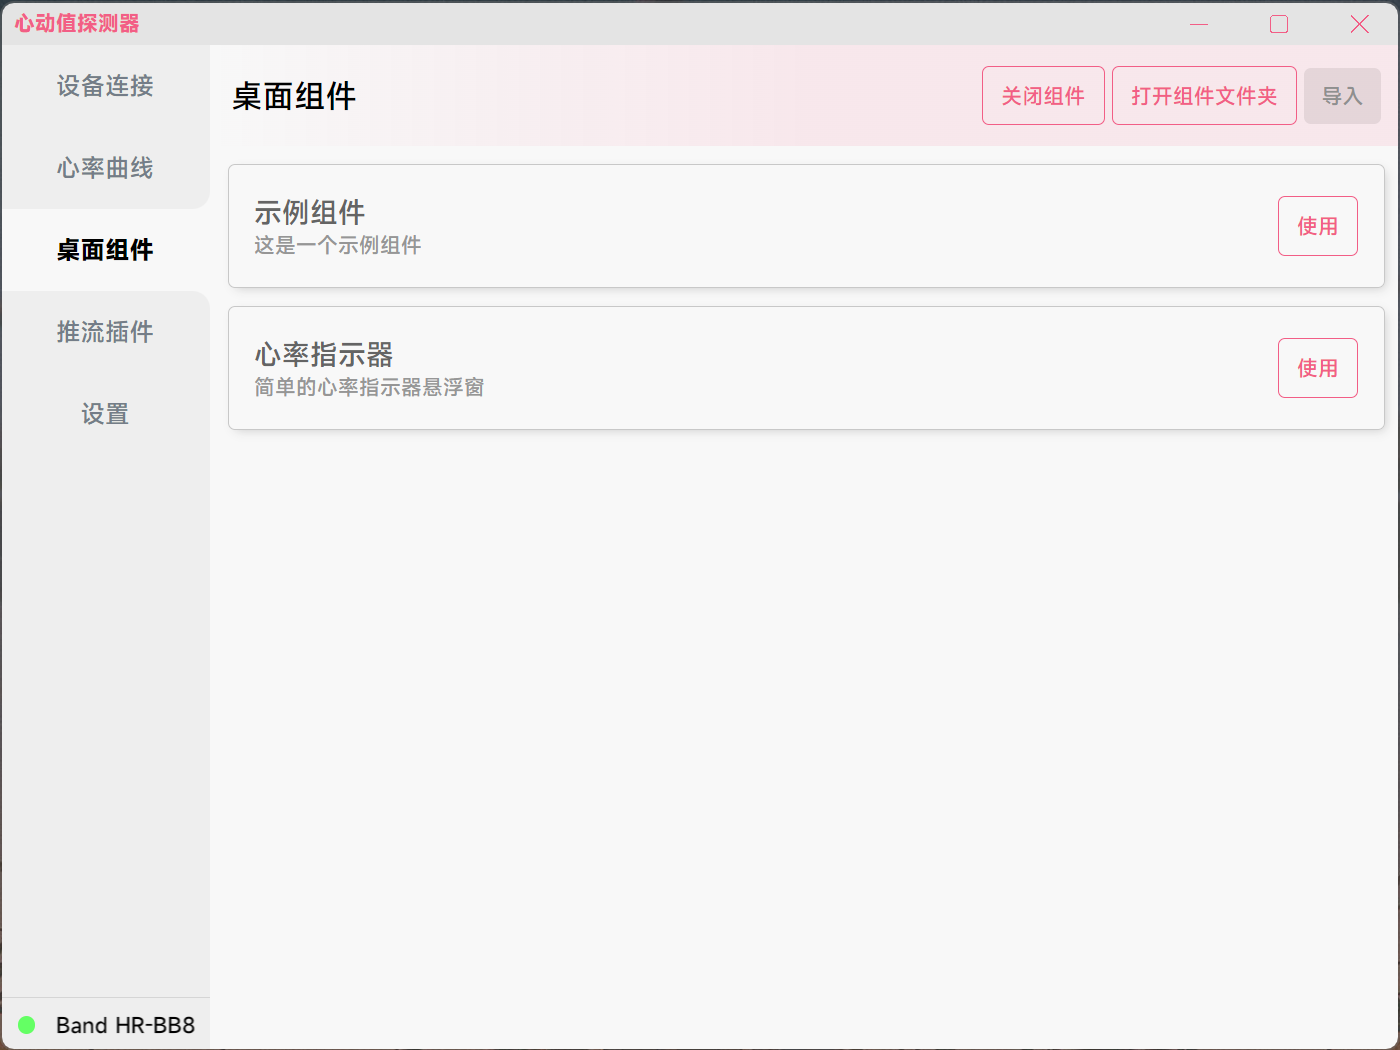 心动值探测器
设备连接
心率曲线
桌面组件
推流插件
设置
Band HR-BB8
桌面组件
关闭组件
打开组件文件夹
导入
示例组件
这是一个示例组件
使用
心率指示器
简单的心率指示器悬浮窗
使用